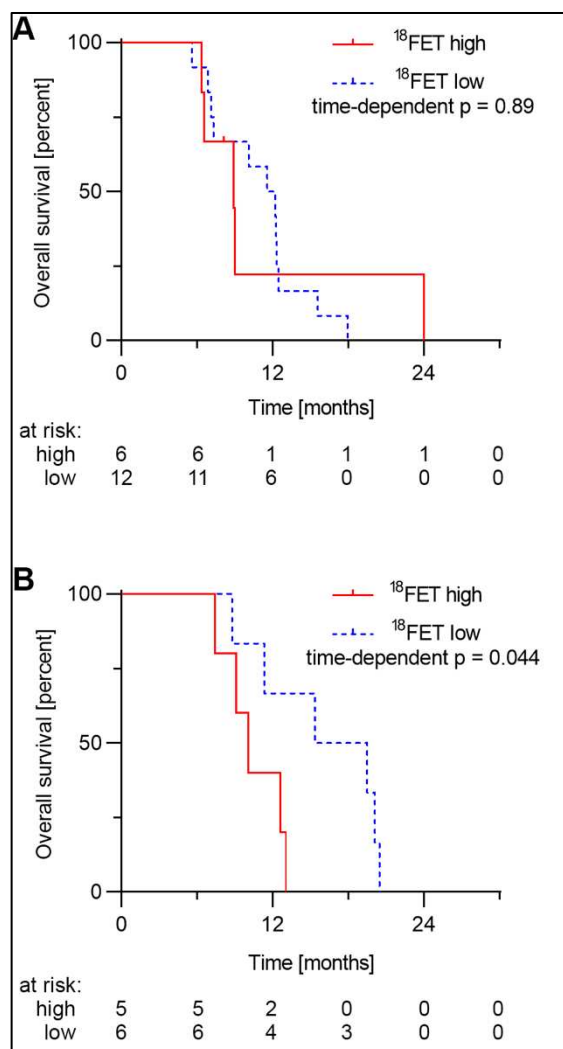 A
100
50
0
Overall survival [percent]
¹⁸FET high
¹⁸FET low
time-dependent p = 0.89
0 12 24
Time [months]
at risk:
high 6 6 1 1 1 0
low 12 11 6 0 0 0
B
100
50
0
Overall survival [percent]
¹⁸FET high
¹⁸FET low
time-dependent p = 0.044
0 12 24
Time [months]
at risk:
high 5 5 2 0 0 0
low 6 6 4 3 0 0